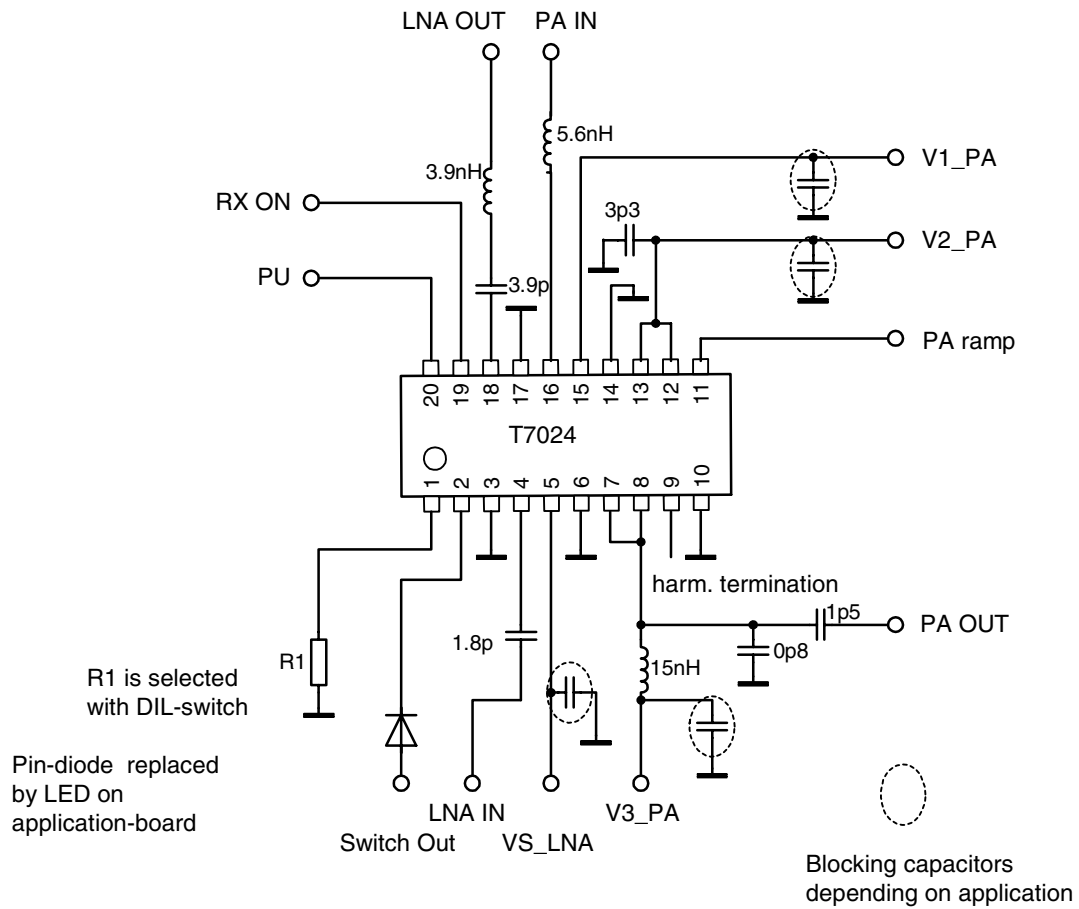 LNA OUT
PA IN
5.6nH
V1_PA
3.9nH
RX ON
3p3
V2_PA
PU
3.9p
PA ramp
20
19
18
17
16
15
14
13
12
11
T7024
1
2
3
4
5
6
7
8
9
10
harm. termination
1p5
PA OUT
1.8p
0p8
R1
15nH
R1 is selected
with DIL-switch
Pin-diode replaced
by LED on
application-board
LNA IN
V3_PA
Switch Out
VS_LNA
Blocking capacitors
depending on application